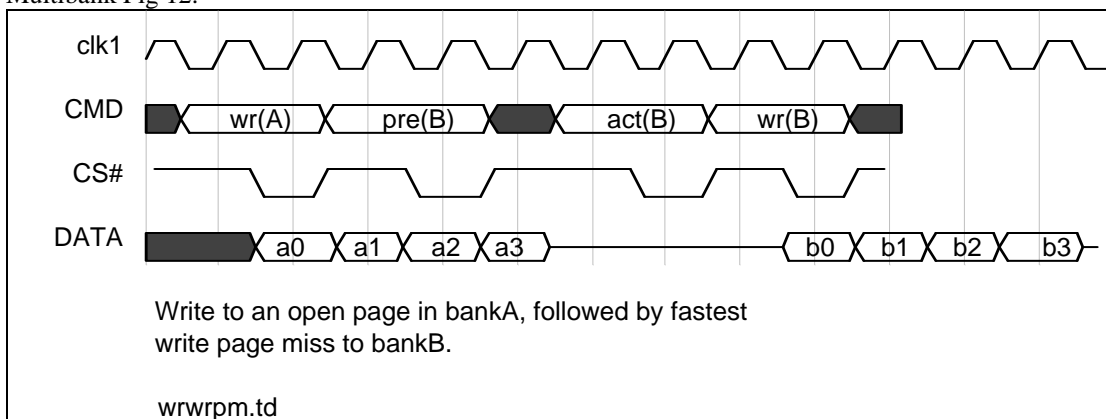 Multibank Fig 12:
clk1
CMD wr(A) pre(B) act(B) wr(B)
CS#
DATA a0 a1 a2 a3 b0 b1 b2 b3
Write to an open page in bankA, followed by fastest
write page miss to bankB.
wrwrpm.td